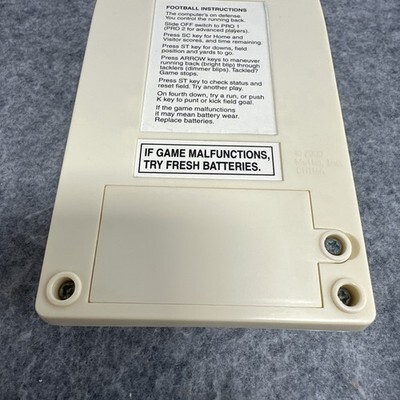 FOOTBALL INSTRUCTIONS
The computer's on defense.
You control the running back.
Slide OFF switch to PRO 1
(PRO 2 for advanced players).
Press SC key for Home and
Visitor scores, and time remaining.
Press ST key for downs, field
position and yards to go.
Press ARROW keys to maneuver
running back (bright blip) through
tacklers (dimmer blips). Tackled?
Game stops.
Press ST key to check status and
reset field. Try another play.
On fourth down, try a run, or push
K key to punt or kick field goal.
If the game malfunctions
it may mean battery wear.
Replace batteries.
IF GAME MALFUNCTIONS,
TRY FRESH BATTERIES.